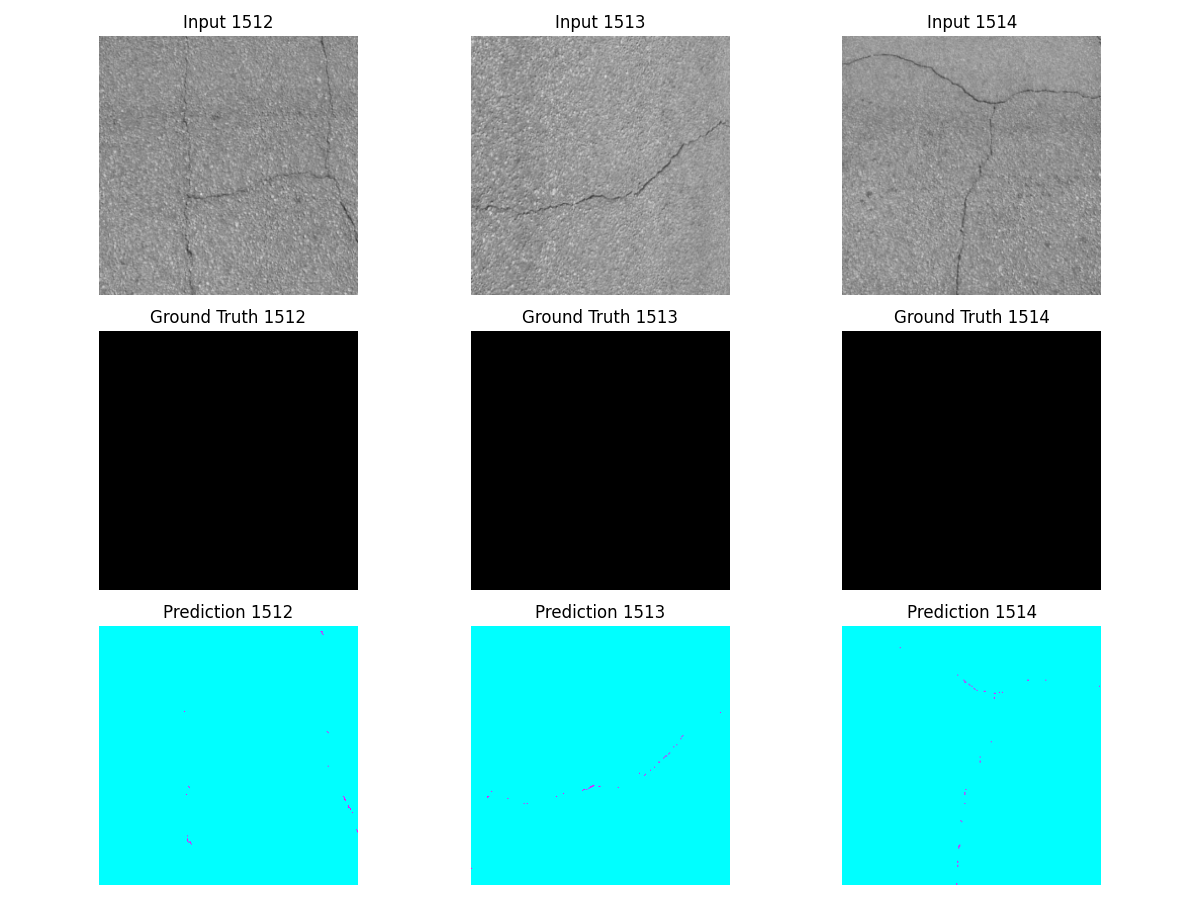 Input 1512
Input 1513
Input 1514
Ground Truth 1512
Ground Truth 1513
Ground Truth 1514
Prediction 1512
Prediction 1513
Prediction 1514